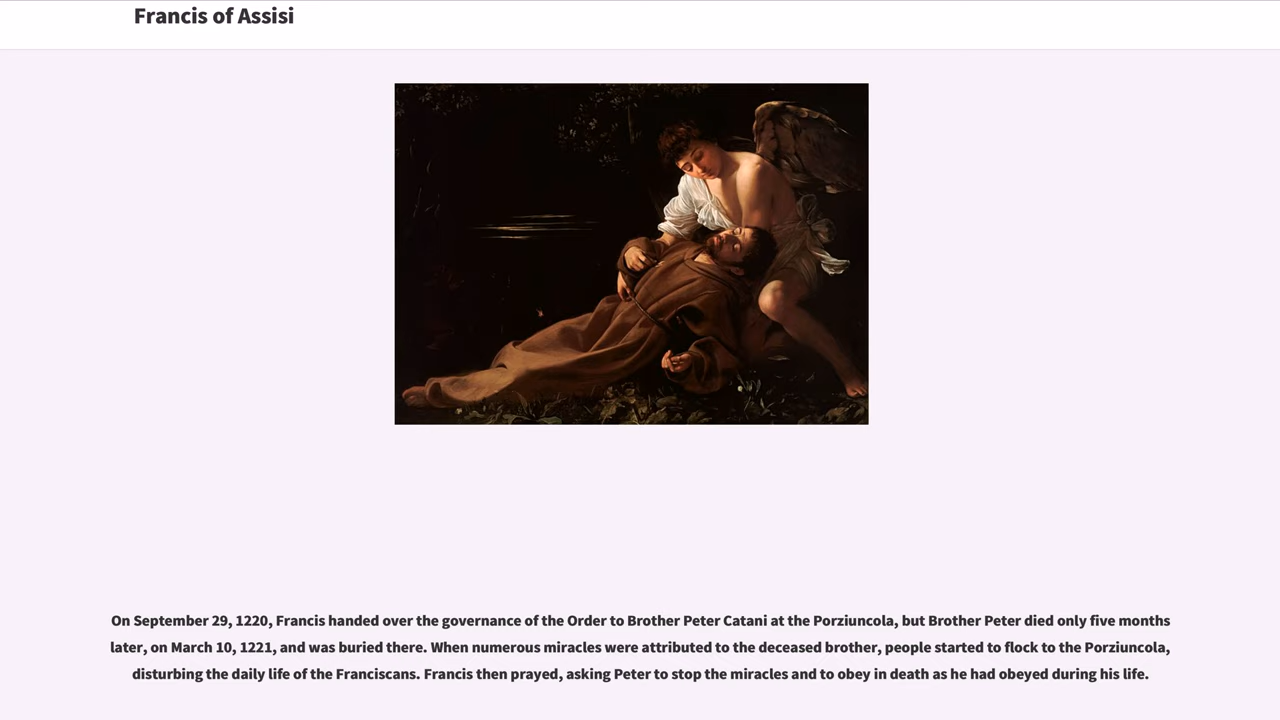 Francis of Assisi
On September 29, 1220, Francis handed over the governance of the Order to Brother Peter Catani at the Porziuncola, but Brother Peter died only five months
later, on March 10, 1221, and was buried there. When numerous miracles were attributed to the deceased brother, people started to flock to the Porziuncola,
disturbing the daily life of the Franciscans. Francis then prayed, asking Peter to stop the miracles and to obey in death as he had obeyed during his life.